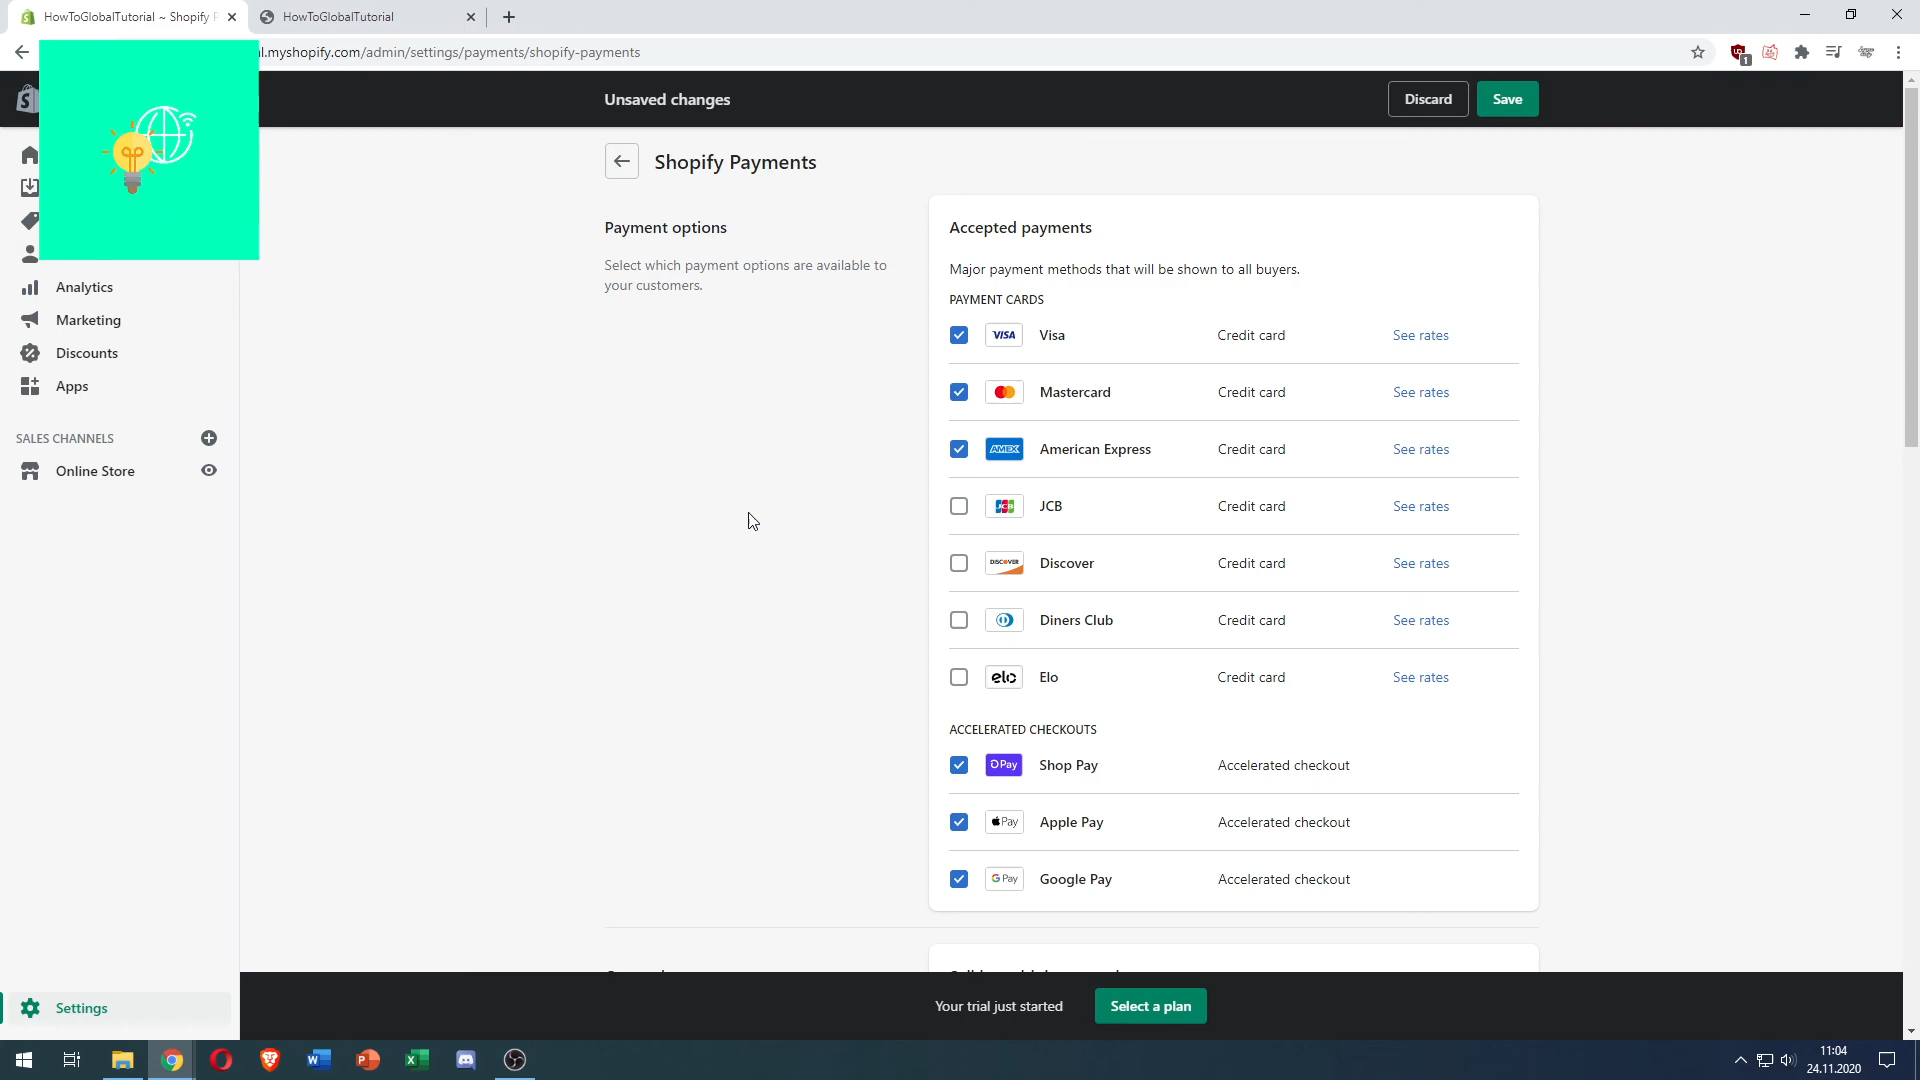 HowToGlobalTutorial ~ Shopify P
HowToGlobalTutorial
l.myshopify.com/admin/settings/payments/shopify-payments
1
Unsaved changes
Discard
Save
Shopify Payments
Payment options
Select which payment options are available to
your customers.
Accepted payments
Major payment methods that will be shown to all buyers.
PAYMENT CARDS
VISA Visa Credit card See rates
Mastercard Credit card See rates
AMEX American Express Credit card See rates
JCB JCB Credit card See rates
DISCOVER Discover Credit card See rates
Diners Club Credit card See rates
elo Elo Credit card See rates
ACCELERATED CHECKOUTS
Pay Shop Pay Accelerated checkout
Pay Apple Pay Accelerated checkout
G Pay Google Pay Accelerated checkout
Analytics
Marketing
Discounts
Apps
SALES CHANNELS
Online Store
Settings
Your trial just started
Select a plan
11:04
24.11.2020